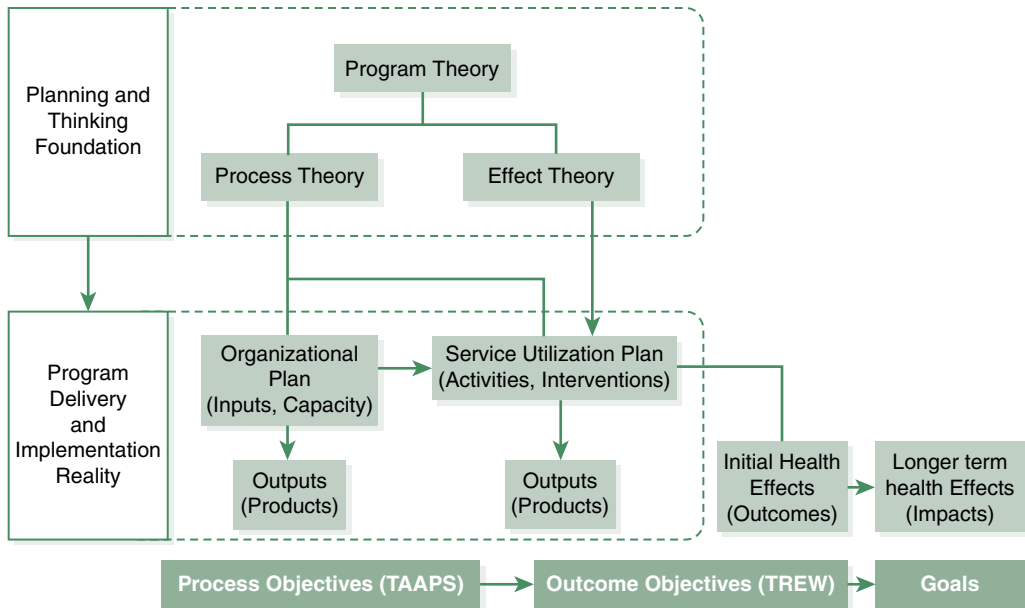 Planning and
Thinking
Foundation
Program Theory
Process Theory
Effect Theory
Program
Delivery
and
Implementation
Reality
Organizational
Plan
(Inputs, Capacity)
Service Utilization Plan
(Activities, Interventions)
Outputs
(Products)
Outputs
(Products)
Initial Health
Effects
(Outcomes)
Longer term
health Effects
(Impacts)
Process Objectives (TAAPS)
Outcome Objectives (TREW)
Goals